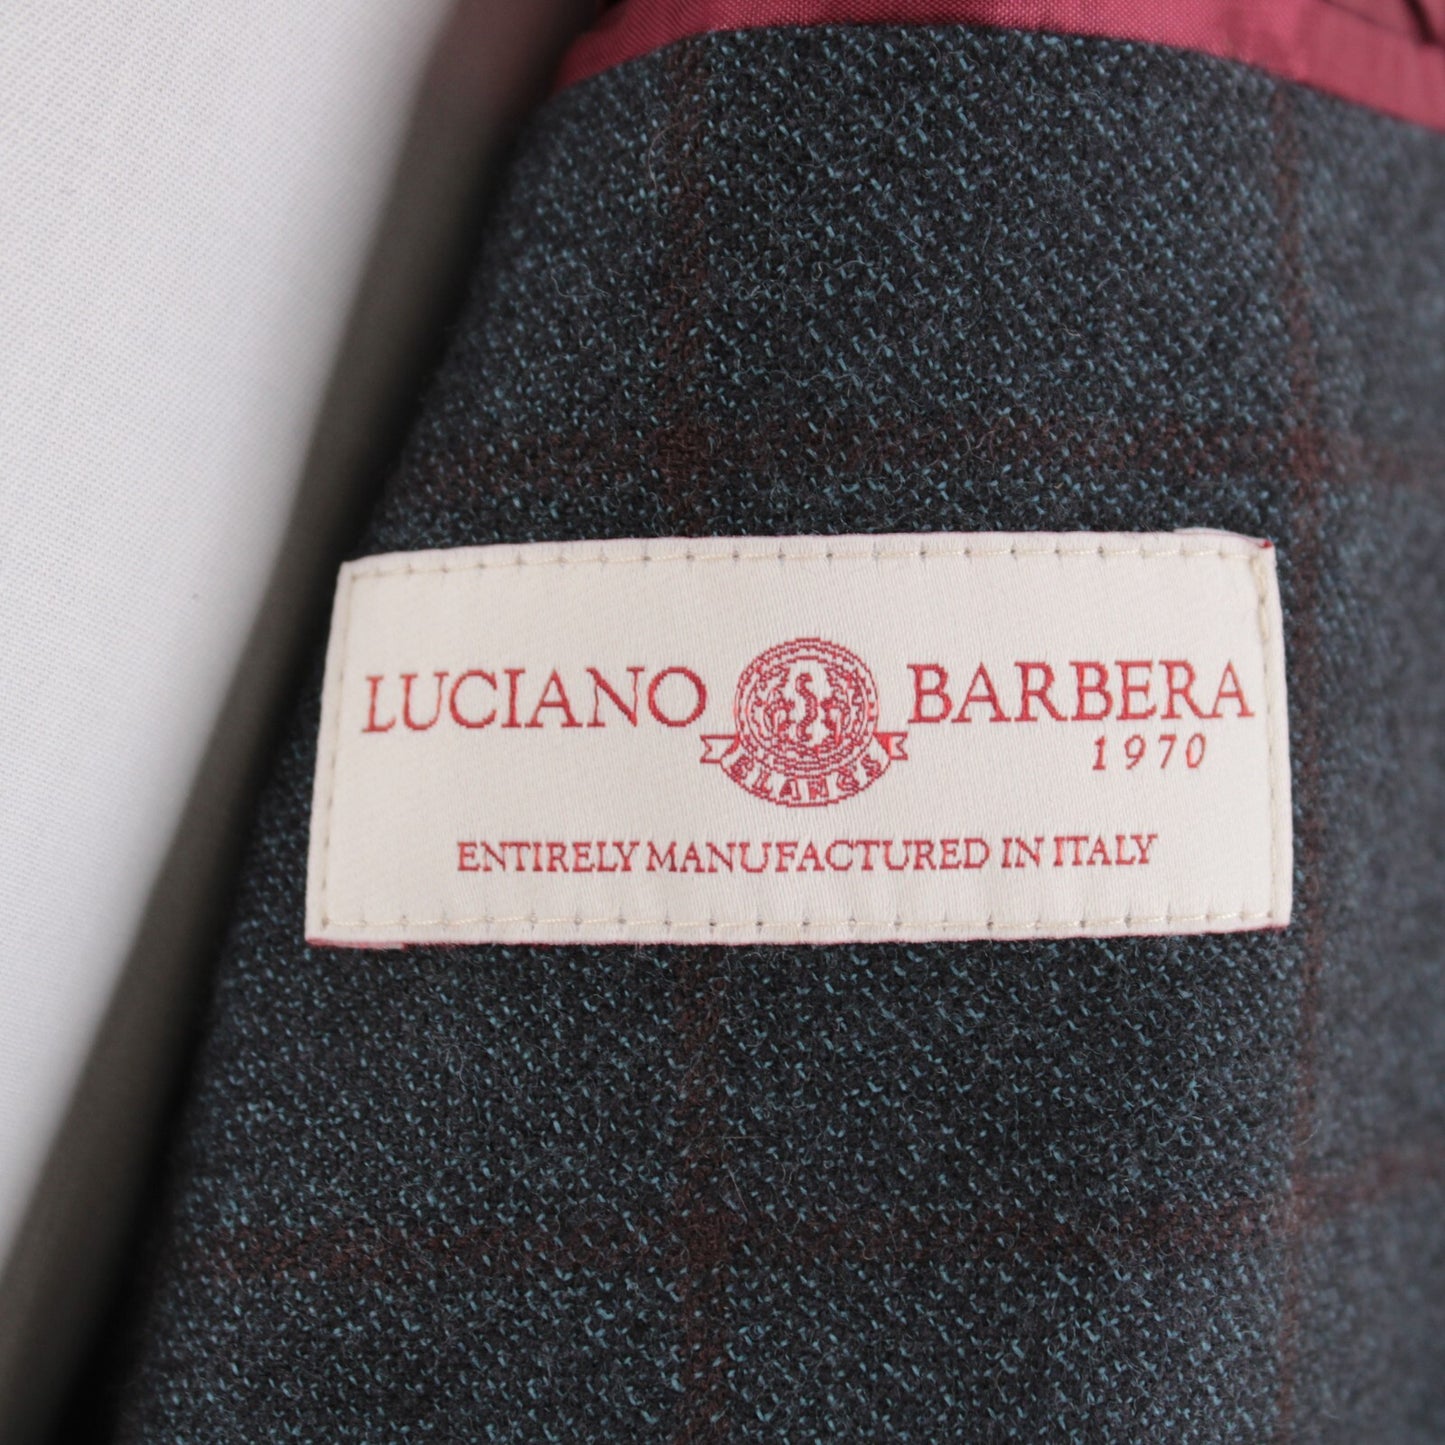 LUCIANO BARBERA
1970
ENTIRELY MANUFACTURED IN ITALY